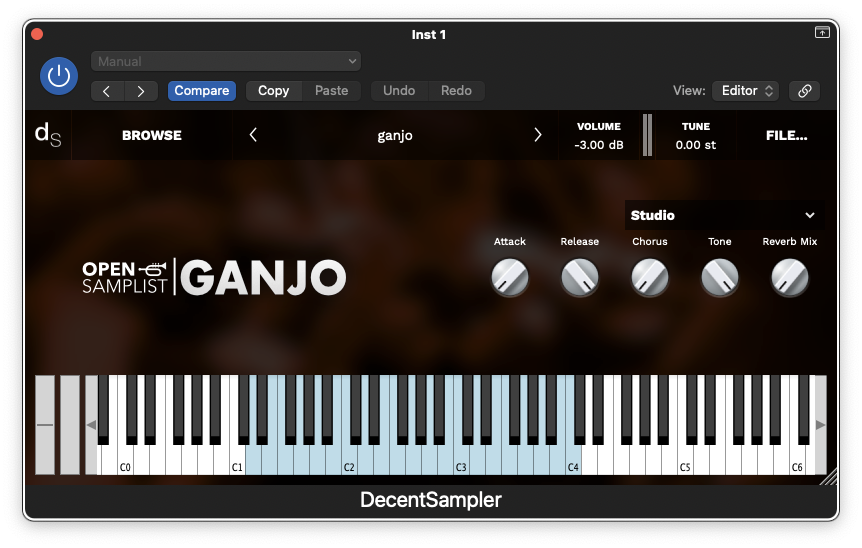 Inst 1
Manual
Compare Copy Paste Undo Redo View: Editor
ds BROWSE ganjo VOLUME -3.00 dB TUNE 0.00 st FILE...
Studio
Attack Release Chorus Tone Reverb Mix
OPEN SAMPLIST GANJO
C0 C1 C2 C3 C4 C5 C6
DecentSampler